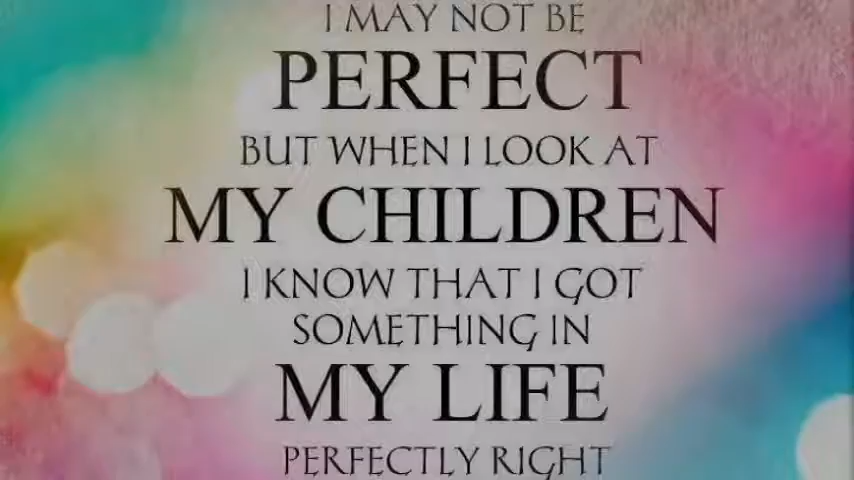 I MAY NOT BE
PERFECT
BUT WHEN I LOOK AT
MY CHILDREN
I KNOW THAT I GOT
SOMETHING IN
MY LIFE
PERFECTLY RIGHT